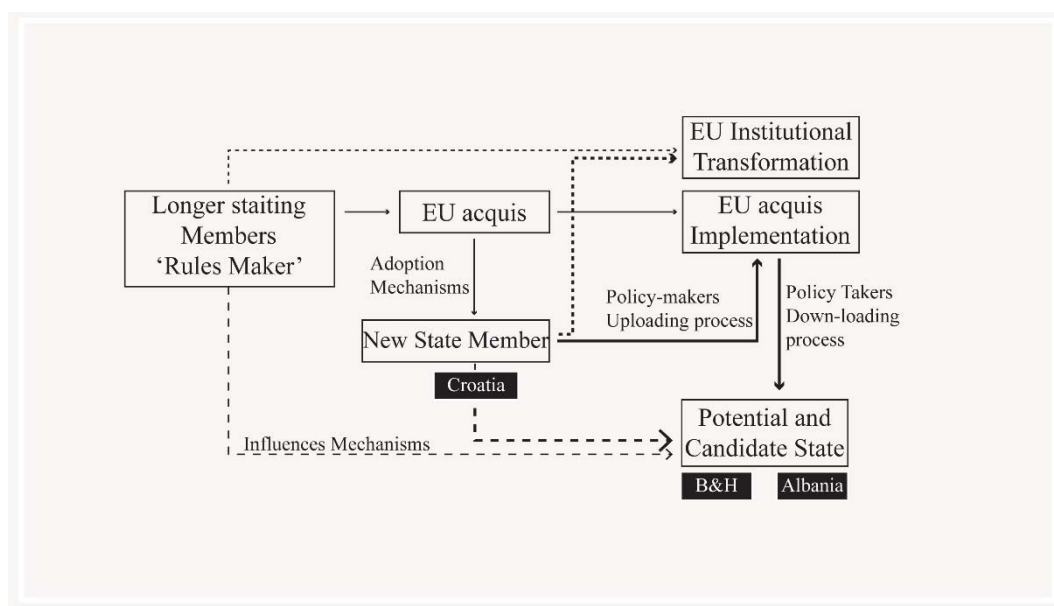 EU Institutional
Transformation
Longer staiting
Members
‘Rules Maker’
EU acquis
EU acquis
Implementation
Adoption
Mechanisms
Policy-makers
Uploading process
Policy Takers
Down-loading
process
New State Member
Croatia
Influences Mechanisms
Potential and
Candidate State
B&H
Albania